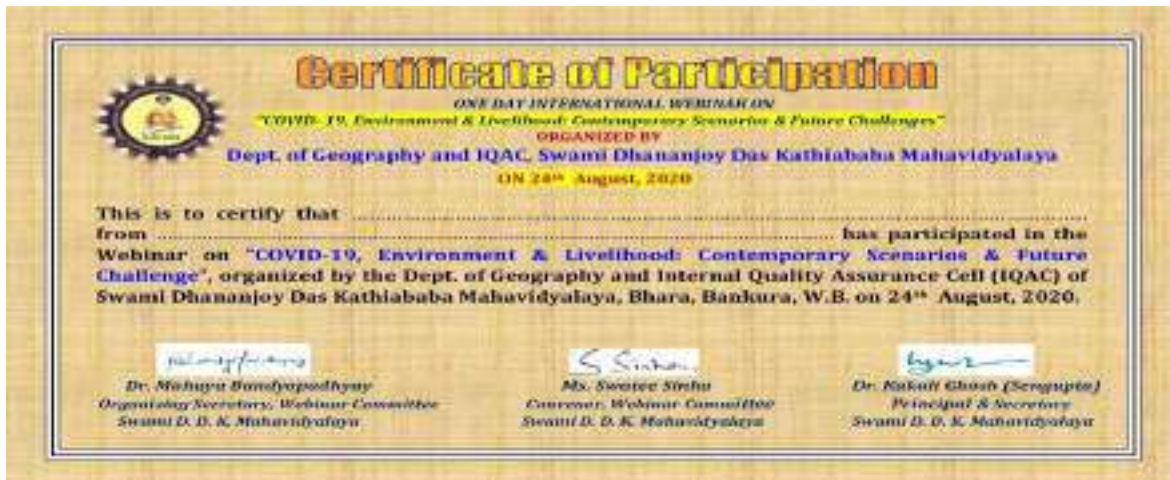 Certificate of Participation
ONE DAY INTERNATIONAL WEBINAR ON
"COVID- 19, Environment & Livelihood: Contemporary Scenarios & Future Challenges"
ORGANIZED BY
Dept. of Geography and IQAC, Swami Dhananjoy Das Kathiababa Mahavidyalaya
ON 24th August, 2020
This is to certify that ....................................................................................
from .................................................................................... has participated in the
Webinar on "COVID-19, Environment & Livelihood: Contemporary Scenarios & Future
Challenge", organized by the Dept. of Geography and Internal Quality Assurance Cell (IQAC) of
Swami Dhananjoy Das Kathiababa Mahavidyalaya, Bhara, Bankura, W.B. on 24th August, 2020.
S Sinha
Dr. Mahuya Bandyopadhyay
Ms. Swatee Sinha
Dr. Kakali Ghosh (Sengupta)
Organizing Secretary, Webinar Committee
Convener, Webinar Committee
Principal & Secretary
Swami D. D. K. Mahavidyalaya
Swami D. D. K. Mahavidyalaya
Swami D. D. K. Mahavidyalaya